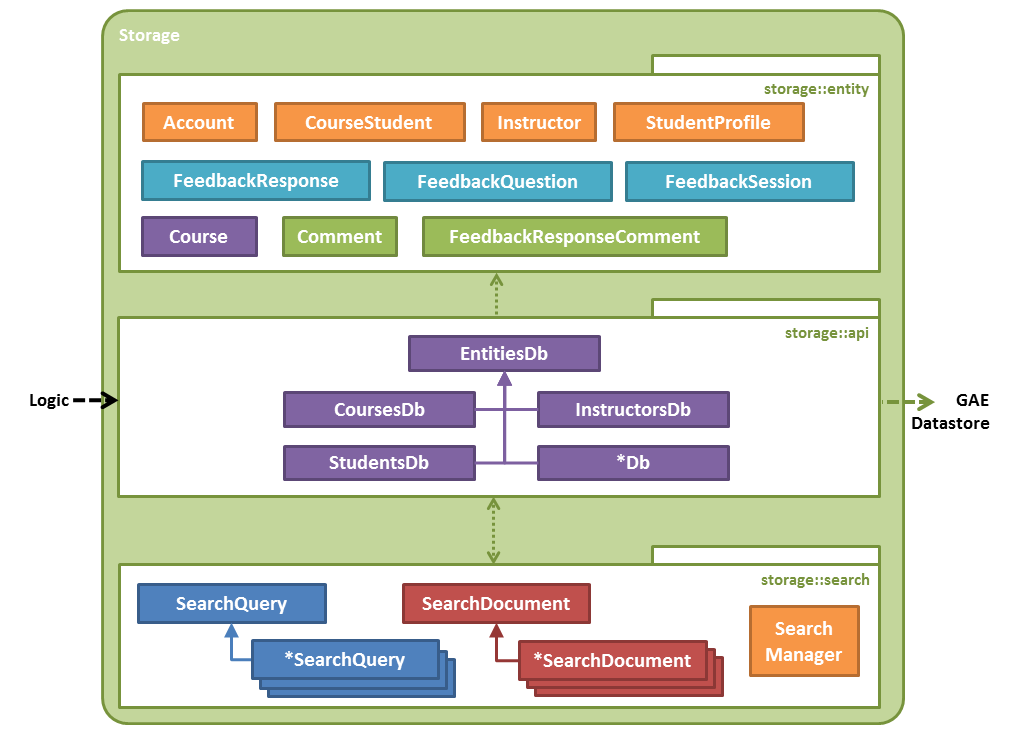 Storage
storage::entity
Account
CourseStudent
Instructor
StudentProfile
FeedbackResponse
FeedbackQuestion
FeedbackSession
Course
Comment
FeedbackResponseComment
storage::api
EntitiesDb
Logic
CoursesDb
InstructorsDb
StudentsDb
*Db
GAE
Datastore
storage::search
SearchQuery
*SearchQuery
SearchDocument
*SearchDocument
Search
Manager